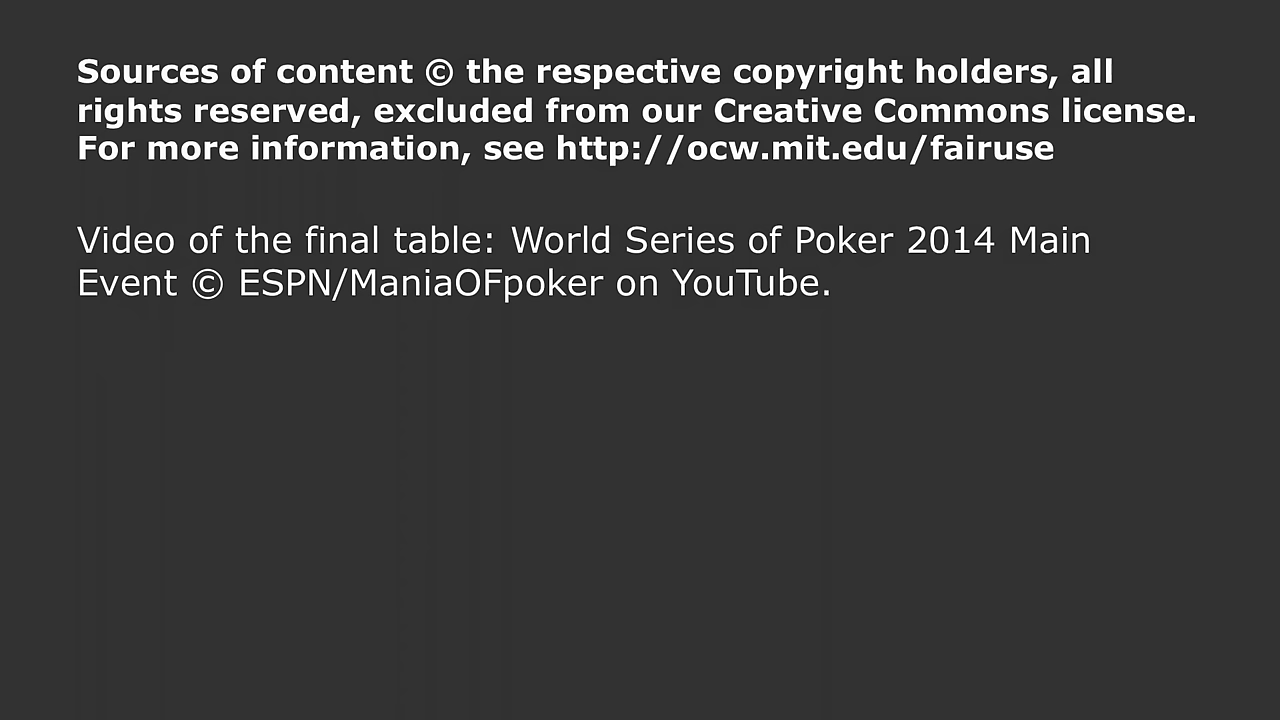 Sources of content © the respective copyright holders, all
rights reserved, excluded from our Creative Commons license.
For more information, see http://ocw.mit.edu/fairuse
Video of the final table: World Series of Poker 2014 Main
Event © ESPN/ManiaOFpoker on YouTube.